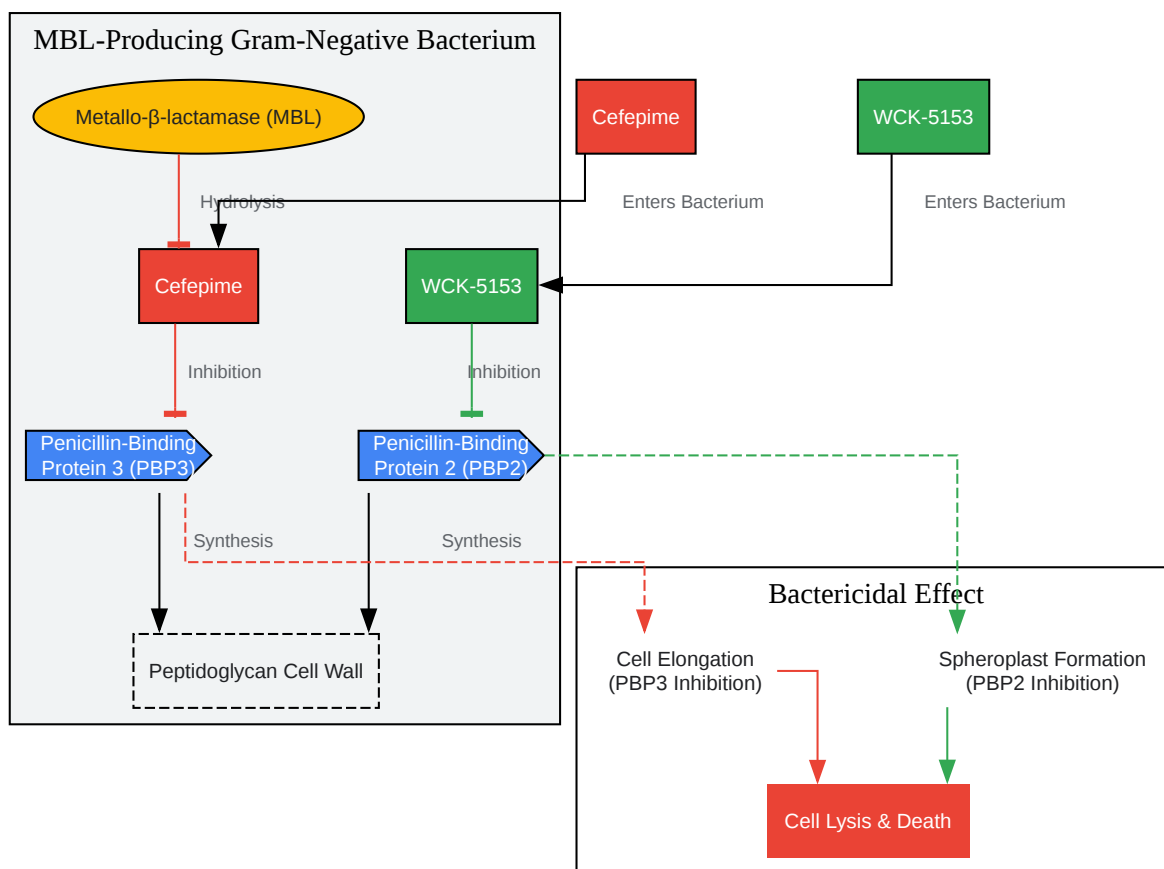 MBL-Producing Gram-Negative Bacterium
Metallo-β-lactamase (MBL)
Cefepime
WCK-5153
Hydrolysis
Enters Bacterium
Enters Bacterium
Cefepime
WCK-5153
Inhibition
Inhibition
Penicillin-Binding
Protein 3 (PBP3)
Penicillin-Binding
Protein 2 (PBP2)
Synthesis
Synthesis
Bactericidal Effect
Peptidoglycan Cell Wall
Cell Elongation
(PBP3 Inhibition)
Spheroplast Formation
(PBP2 Inhibition)
Cell Lysis & Death